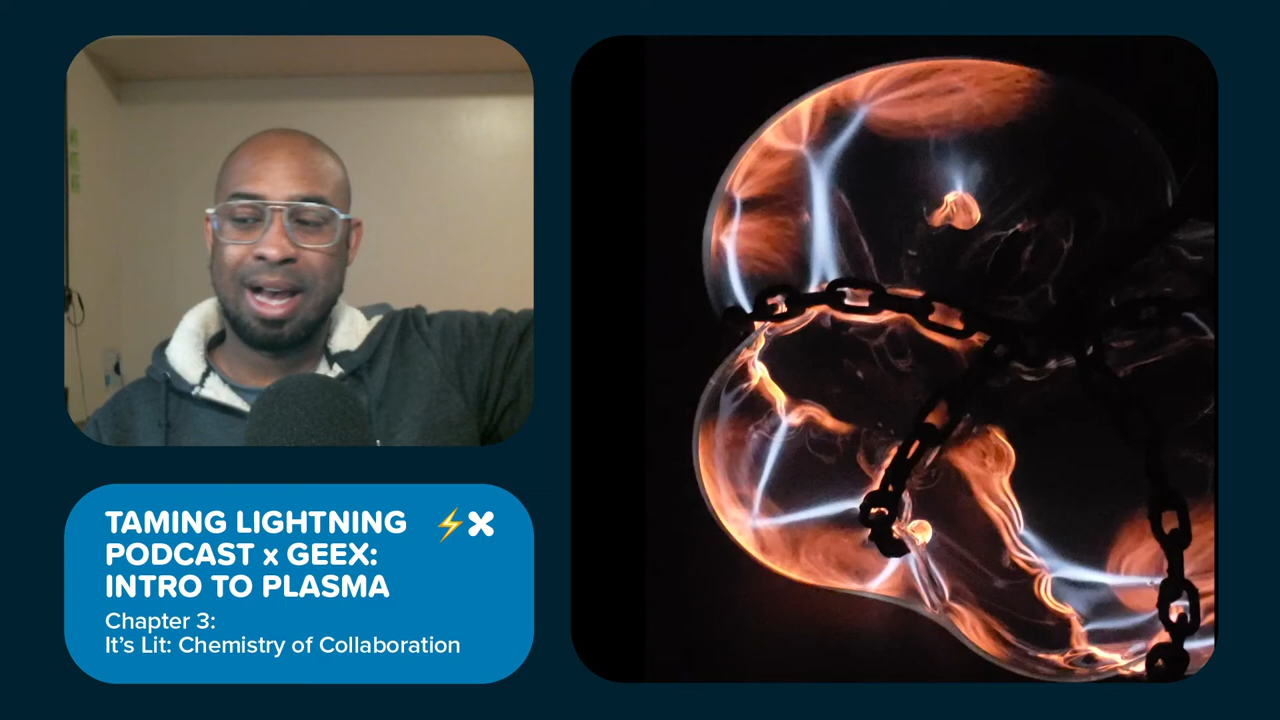 TAMING LIGHTNING ⚡✖
PODCAST x GEEX:
INTRO TO PLASMA
Chapter 3:
It’s Lit: Chemistry of Collaboration